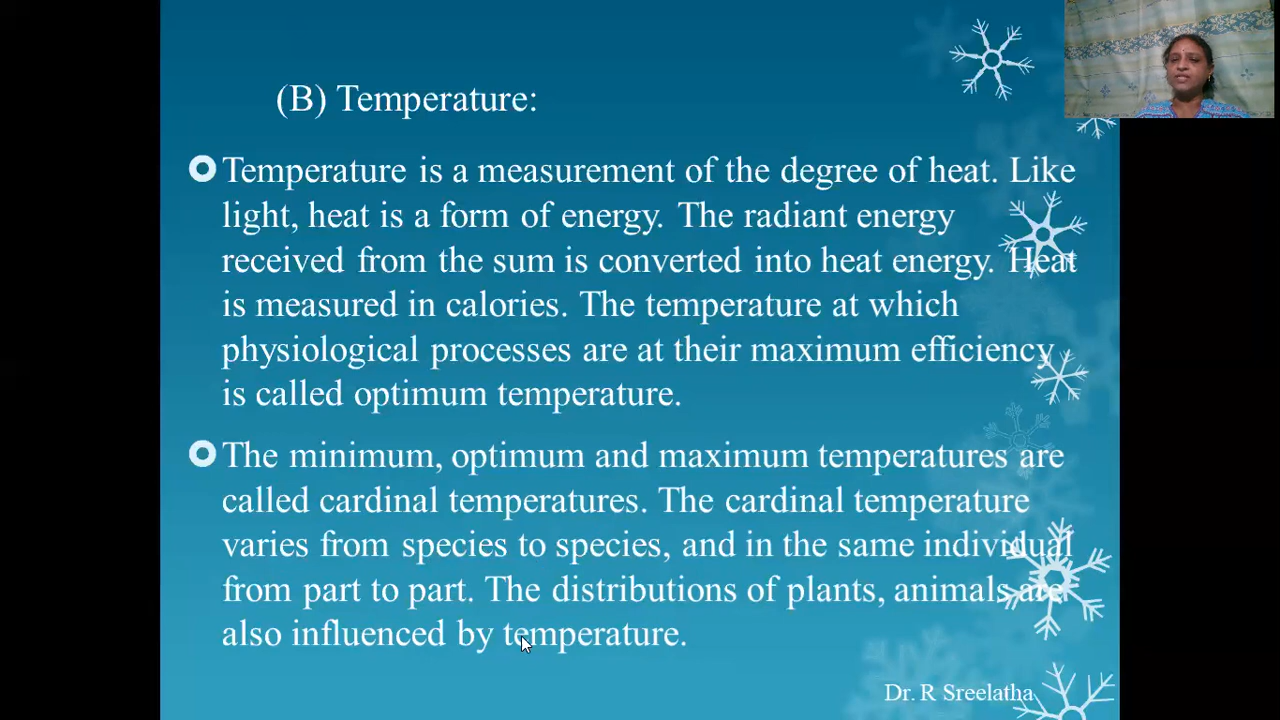 (B) Temperature:
Temperature is a measurement of the degree of heat. Like
light, heat is a form of energy. The radiant energy
received from the sum is converted into heat energy. Heat
is measured in calories. The temperature at which
physiological processes are at their maximum efficiency
is called optimum temperature.
The minimum, optimum and maximum temperatures are
called cardinal temperatures. The cardinal temperature
varies from species to species, and in the same individual
from part to part. The distributions of plants, animals are
also influenced by temperature.
Dr. R Sreelatha